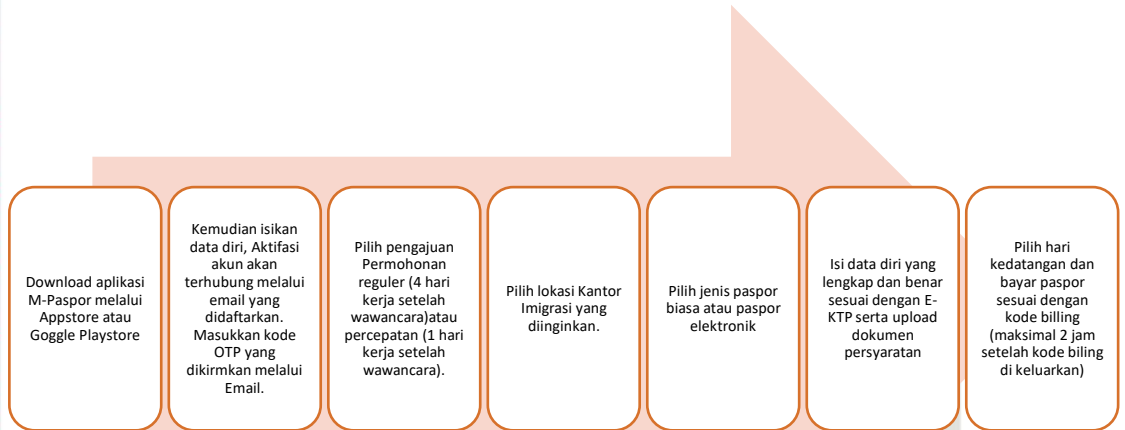 Download aplikasi
M-Paspor melalui
Appstore atau
Goggle Playstore
Kemudian isikan
data diri, Aktifasi
akun akan
terhubung melalui
email yang
didaftarkan.
Masukkan kode
OTP yang
dikirmkan melalui
Email.
Pilih pengajuan
Permohonan
reguler (4 hari
kerja setelah
wawancara)atau
percepatan (1 hari
kerja setelah
wawancara).
Pilih lokasi Kantor
Imigrasi yang
diinginkan.
Pilih jenis paspor
biasa atau paspor
elektronik
Isi data diri yang
lengkap dan benar
sesuai dengan E-
KTP serta upload
dokumen
persyaratan
Pilih hari
kedatangan dan
bayar paspor
sesuai dengan
kode billing
(maksimal 2 jam
setelah kode biling
di keluarkan)